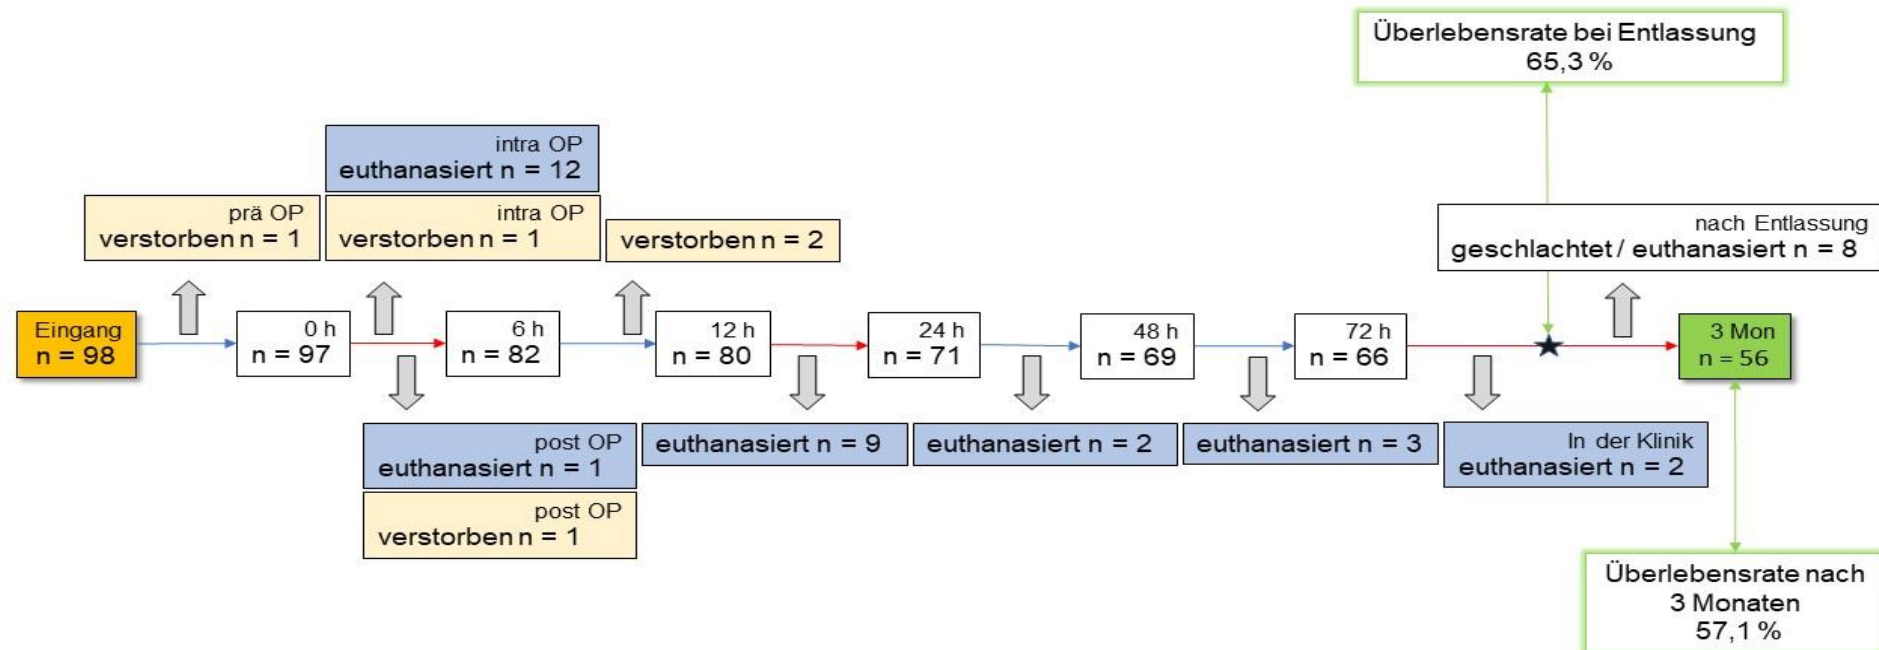 Überlebensrate bei Entlassung
65,3 %
intra OP
euthanasiert n = 12
prä OP
verstorben n = 1
intra OP
verstorben n = 1
verstorben n = 2
nach Entlassung
geschlachtet / euthanasiert n = 8
Eingang
n = 98
0 h
n = 97
6 h
n = 82
12 h
n = 80
24 h
n = 71
48 h
n = 69
72 h
n = 66
3 Mon
n = 56
post OP
euthanasiert n = 1
post OP
verstorben n = 1
euthanasiert n = 9
euthanasiert n = 2
euthanasiert n = 3
In der Klinik
euthanasiert n = 2
Überlebensrate nach
3 Monaten
57,1 %